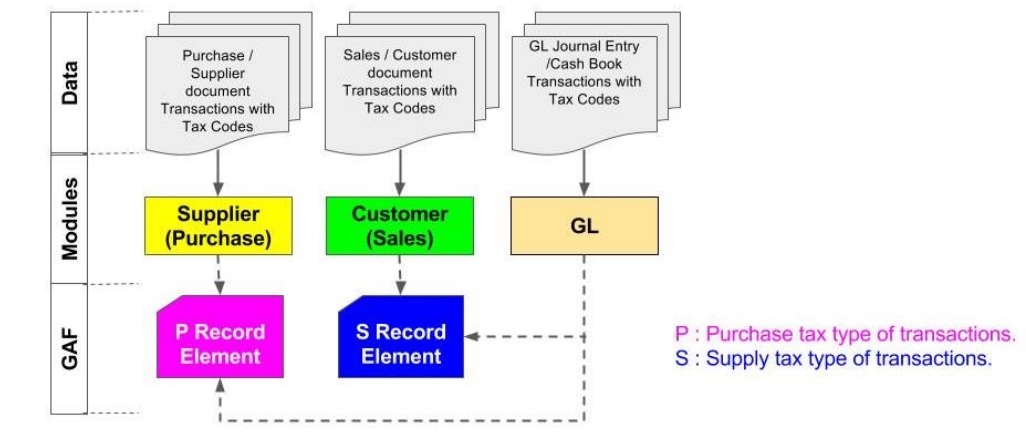 Data
Purchase /
Supplier
document
Transactions with
Tax Codes
Sales / Customer
document
Transactions with
Tax Codes
GL Journal Entry
/Cash Book
Transactions with
Tax Codes
Modules
Supplier
(Purchase)
Customer
(Sales)
GL
GAF
P Record
Element
S Record
Element
P : Purchase tax type of transactions.
S : Supply tax type of transactions.